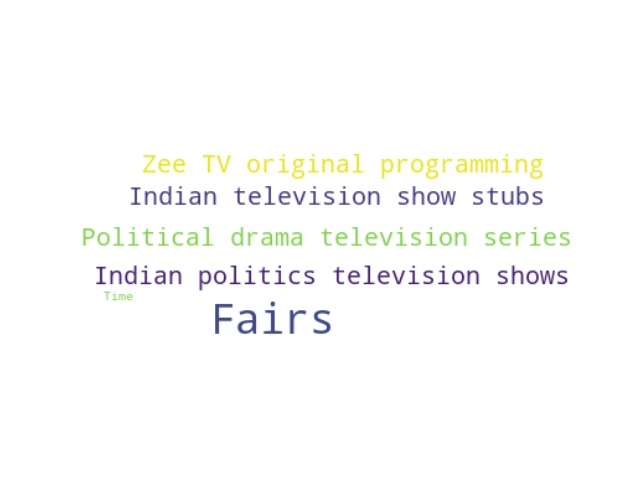 Zee TV original programming
Indian television show stubs
Political drama television series
Indian politics television shows
Time
Fairs